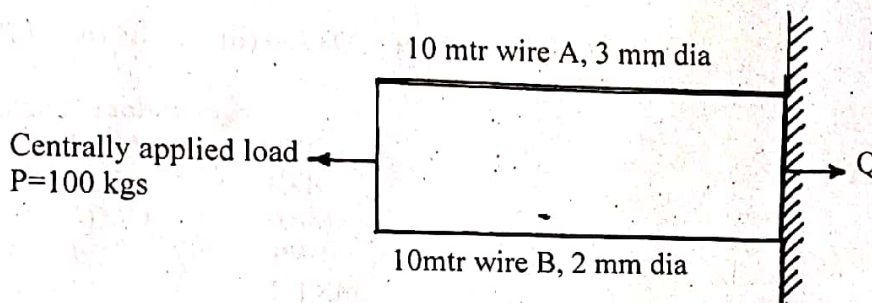 10 mtr wire A, 3 mm dia
Centrally applied load
P=100 kgs
Q
10mtr wire B, 2 mm dia